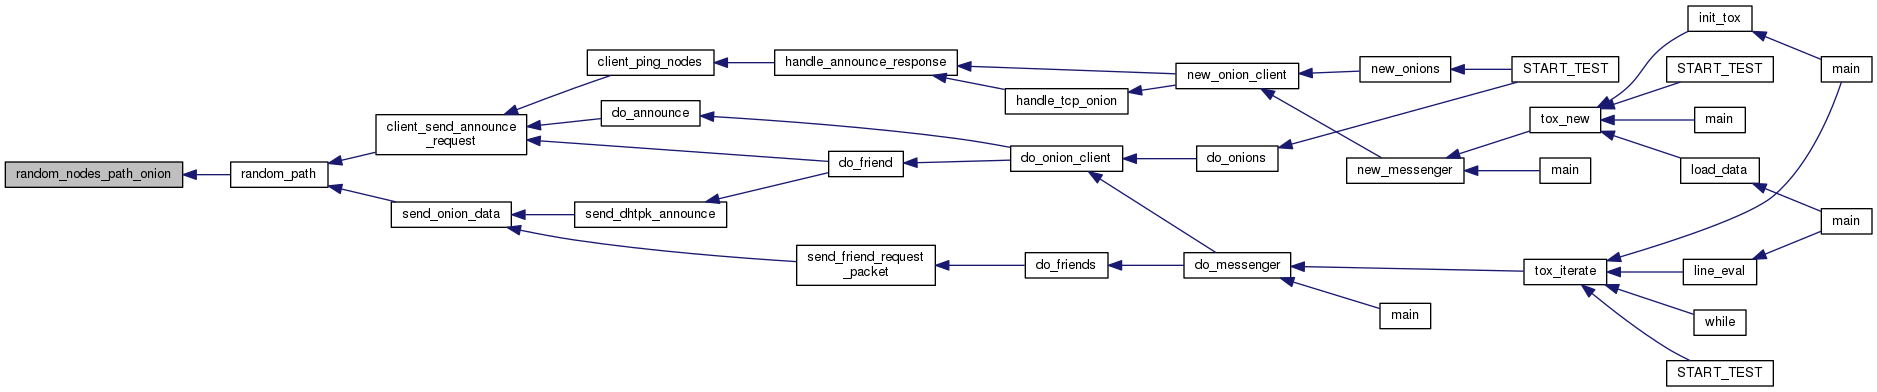 random_nodes_path_onion
random_path
client_send_announce
_request
send_onion_data
client_ping_nodes
do_announce
send_dhtpk_announce
handle_announce_response
do_friend
send_friend_request
_packet
handle_tcp_onion
do_onion_client
do_friends
new_onion_client
do_onions
do_messenger
new_onions
new_messenger
main
START_TEST
tox_new
main
tox_iterate
init_tox
START_TEST
main
load_data
line_eval
while
START_TEST
main
main